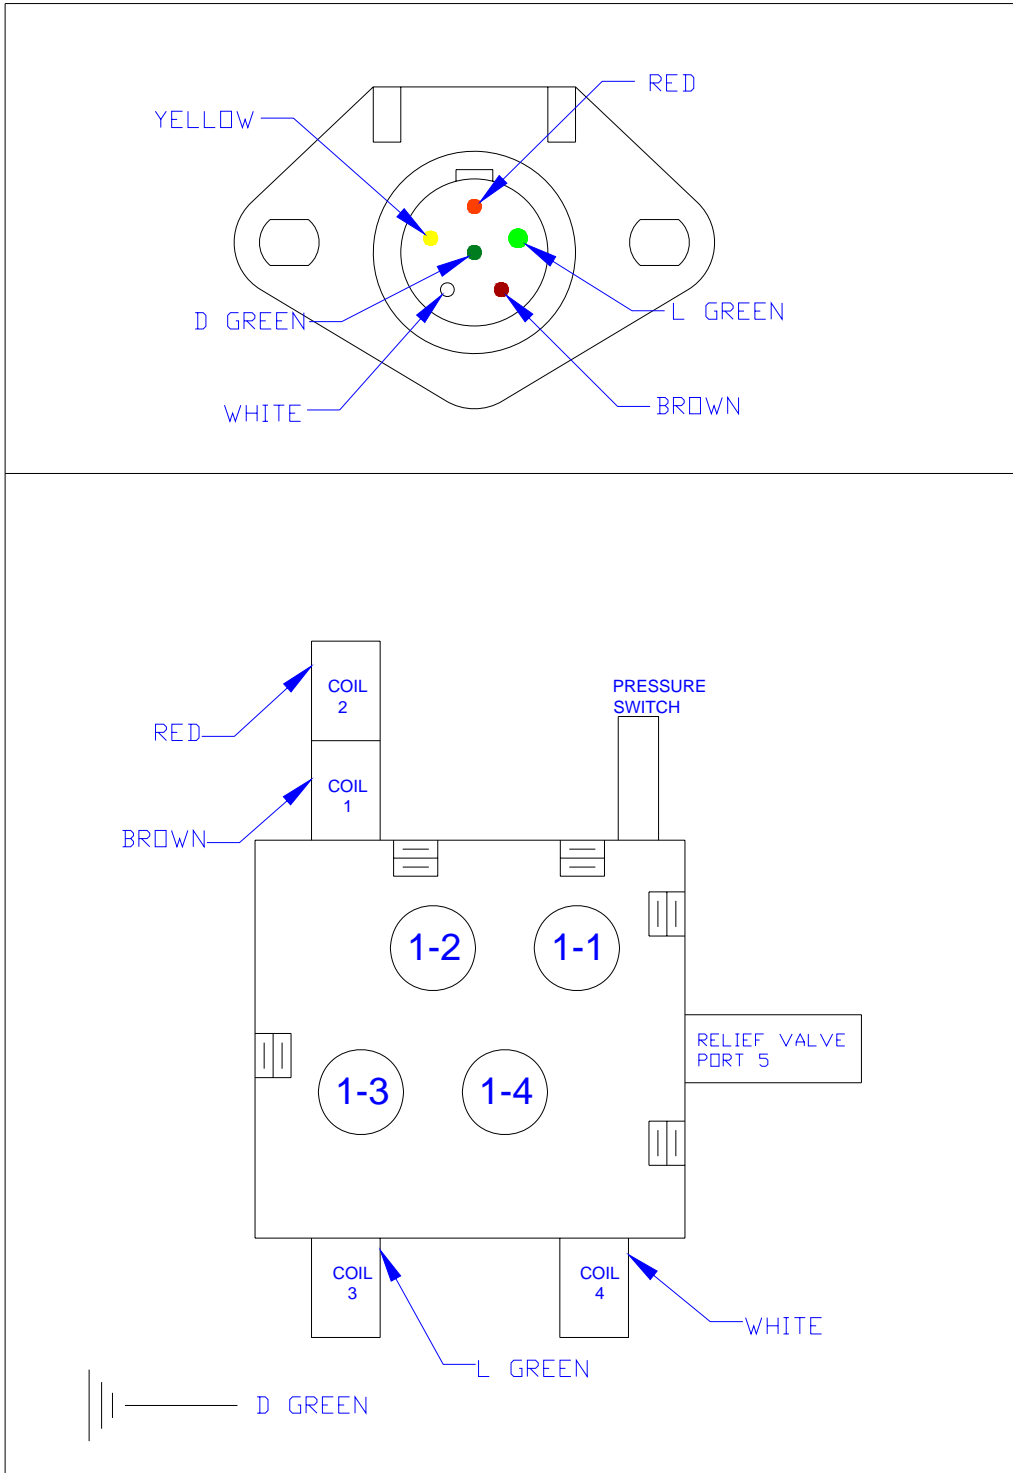 RED
YELLOW
D GREEN
L GREEN
WHITE
BROWN
COIL
2
PRESSURE
SWITCH
RED
COIL
1
BROWN
1-2
1-1
RELIEF VALVE
PORT 5
1-3
1-4
COIL
3
COIL
4
WHITE
L GREEN
D GREEN